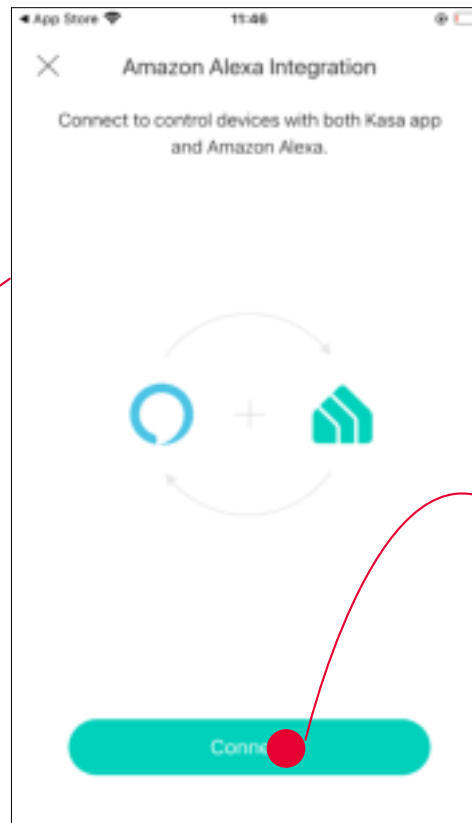 App Store
11:46
Amazon Alexa Integration
Connect to control devices with both Kasa app
and Amazon Alexa.
Conne